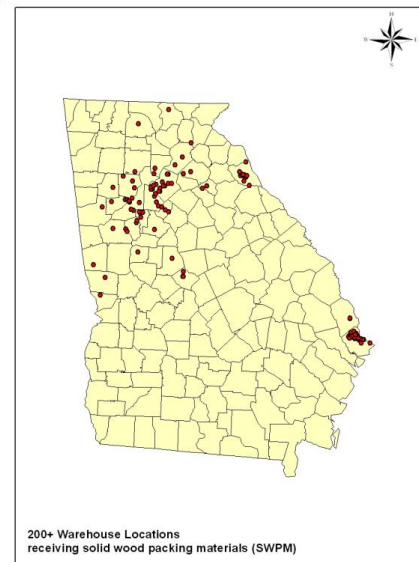 N
W
E
S
200+ Warehouse Locations
receiving solid wood packing materials (SWPM)